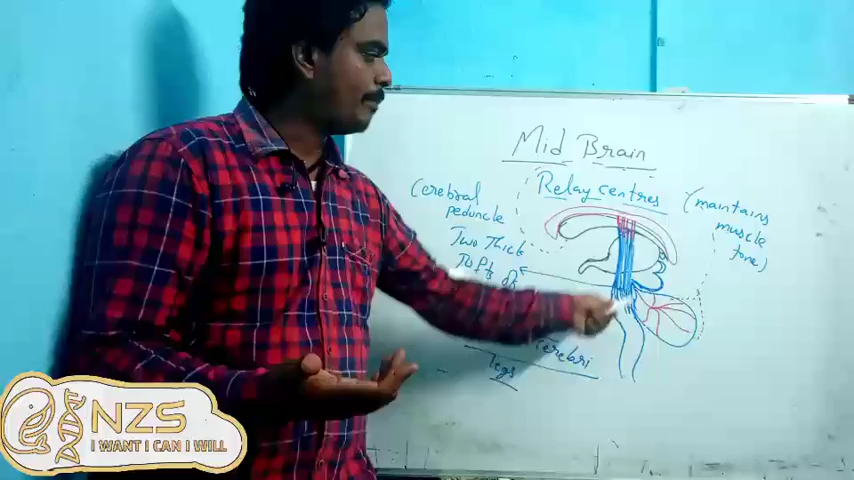 Mid Brain
Relay centres
(maintains
muscle
tone)
Cerebral
peduncle
Two Thick
cerebri
legs
NZS
I WANT I CAN I WILL